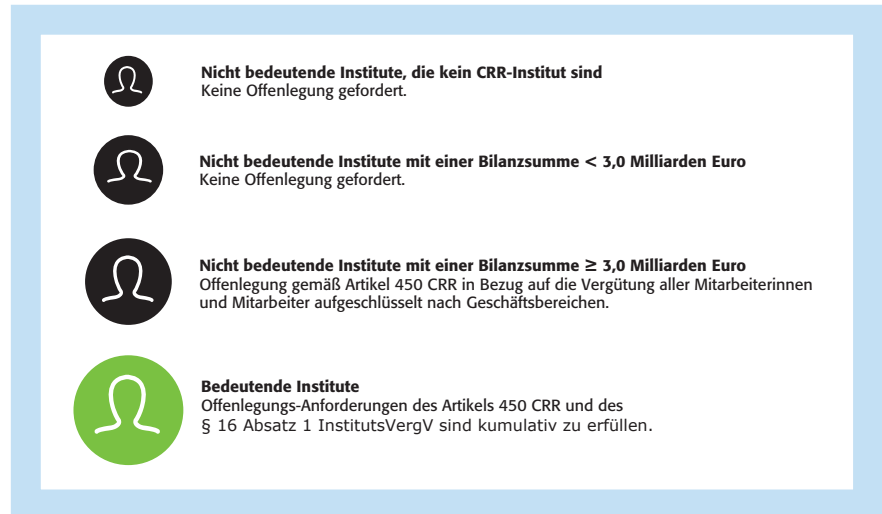 Nicht bedeutende Institute, die kein CRR-Institut sind
Keine Offenlegung gefordert.
Nicht bedeutende Institute mit einer Bilanzsumme < 3,0 Milliarden Euro
Keine Offenlegung gefordert.
Nicht bedeutende Institute mit einer Bilanzsumme ≥ 3,0 Milliarden Euro
Offenlegung gemäß Artikel 450 CRR in Bezug auf die Vergütung aller Mitarbeiterinnen
und Mitarbeiter aufgeschlüsselt nach Geschäftsbereichen.
Bedeutende Institute
Offenlegungs-Anforderungen des Artikels 450 CRR und des
§ 16 Absatz 1 InstitutsVergV sind kumulativ zu erfüllen.